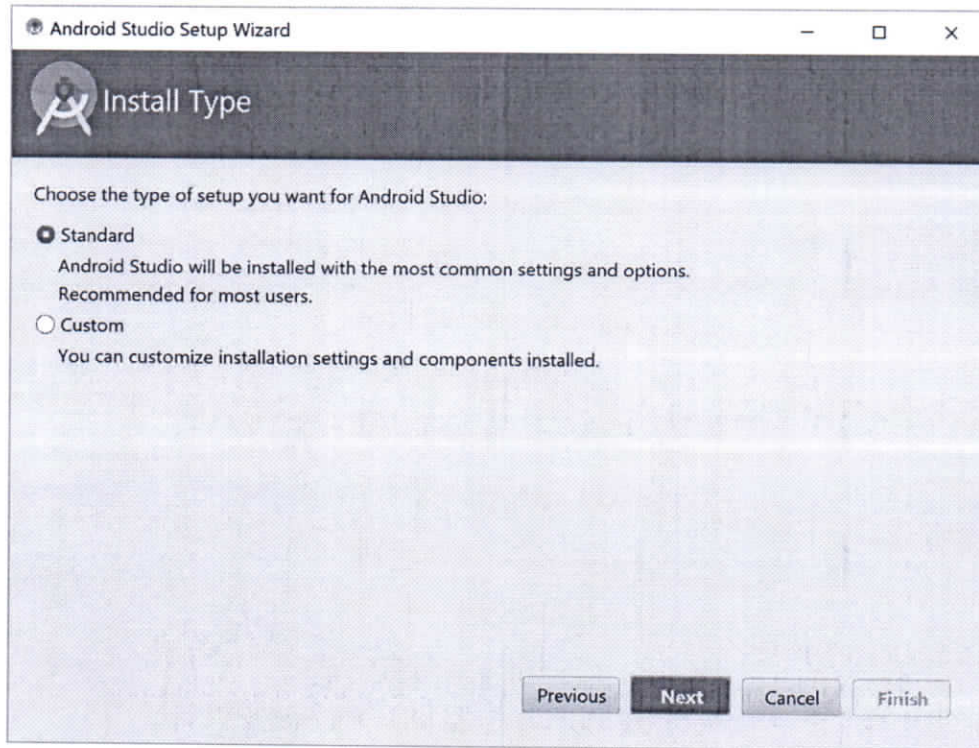 Android Studio Setup Wizard
Install Type
Choose the type of setup you want for Android Studio:
Standard
Android Studio will be installed with the most common settings and options.
Recommended for most users.
Custom
You can customize installation settings and components installed.
Previous Next Cancel Finish